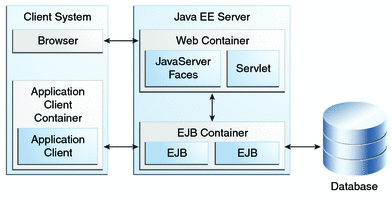 Client System
Browser
Application
Client
Container
Application
Client
Java EE Server
Web Container
JavaServer
Faces
Servlet
EJB Container
EJB
EJB
Database